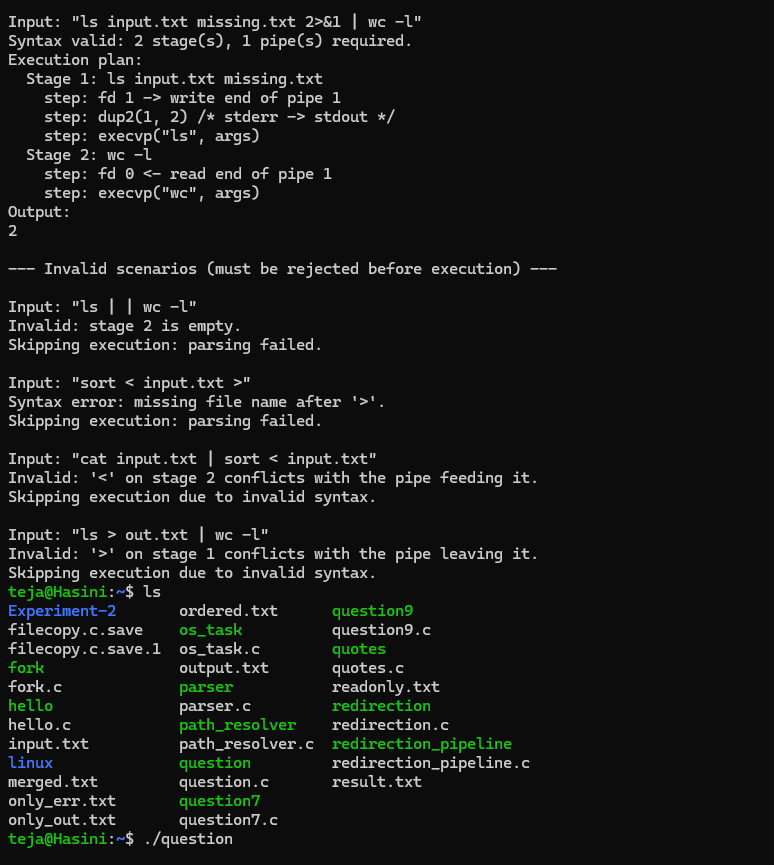 Input: "ls input.txt missing.txt 2>&1 | wc -l"
Syntax valid: 2 stage(s), 1 pipe(s) required.
Execution plan:
  Stage 1: ls input.txt missing.txt
    step: fd 1 -> write end of pipe 1
    step: dup2(1, 2) /* stderr -> stdout */
    step: execvp("ls", args)
  Stage 2: wc -l
    step: fd 0 <- read end of pipe 1
    step: execvp("wc", args)
Output:
2

--- Invalid scenarios (must be rejected before execution) ---

Input: "ls | | wc -l"
Invalid: stage 2 is empty.
Skipping execution: parsing failed.

Input: "sort < input.txt >"
Syntax error: missing file name after '>'.
Skipping execution: parsing failed.

Input: "cat input.txt | sort < input.txt"
Invalid: '<' on stage 2 conflicts with the pipe feeding it.
Skipping execution due to invalid syntax.

Input: "ls > out.txt | wc -l"
Invalid: '>' on stage 1 conflicts with the pipe leaving it.
Skipping execution due to invalid syntax.
teja@Hasini:~$ ls
Experiment-2       ordered.txt      question9
filecopy.c.save    os_task          question9.c
filecopy.c.save.1  os_task.c        quotes
fork               output.txt       quotes.c
fork.c             parser           readonly.txt
hello              parser.c         redirection
hello.c            path_resolver    redirection.c
input.txt          path_resolver.c  redirection_pipeline
linux              question         redirection_pipeline.c
merged.txt         question.c       result.txt
only_err.txt       question7
only_out.txt       question7.c
teja@Hasini:~$ ./question